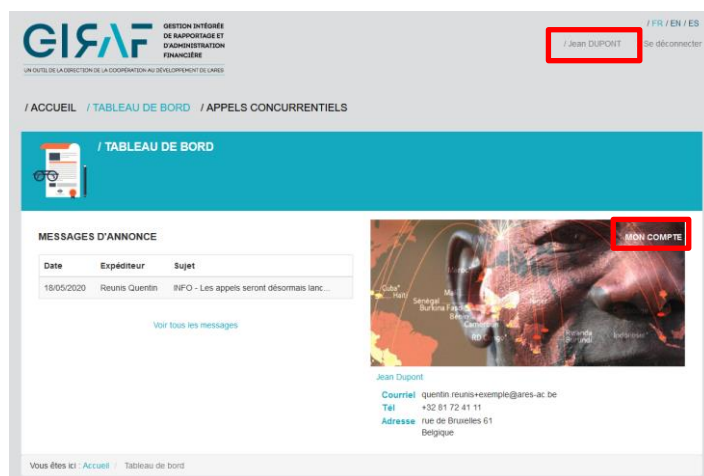 GIRAF
GESTION INTÉGRÉE
DE RAPPORTAGE ET
D'ADMINISTRATION
FINANCIÈRE
UN OUTIL DE LA DIRECTION DE LA COOPÉRATION AU DÉVELOPPEMENT DE L'ARES
/ FR / EN / ES
/ Jean DUPONT Se déconnecter
/ ACCUEIL / TABLEAU DE BORD / APPELS CONCURRENTIELS
/ TABLEAU DE BORD
MESSAGES D'ANNONCE
Date Expéditeur Sujet
18/05/2020 Reunis Quentin INFO - Les appels seront désormais lanc...
Voir tous les messages
MON COMPTE
Maroc
Cuba*
Haïti
Sénégal
Mali
Niger
Burkina Faso
Bénin
Cameroun
RD Congo*
Rwanda
Burundi
Jean Dupont
Courriel quentin.reunis+exemple@ares-ac.be
Tél +32 81 72 41 11
Adresse rue de Bruxelles 61
Belgique
Vous êtes ici : Accueil / Tableau de bord